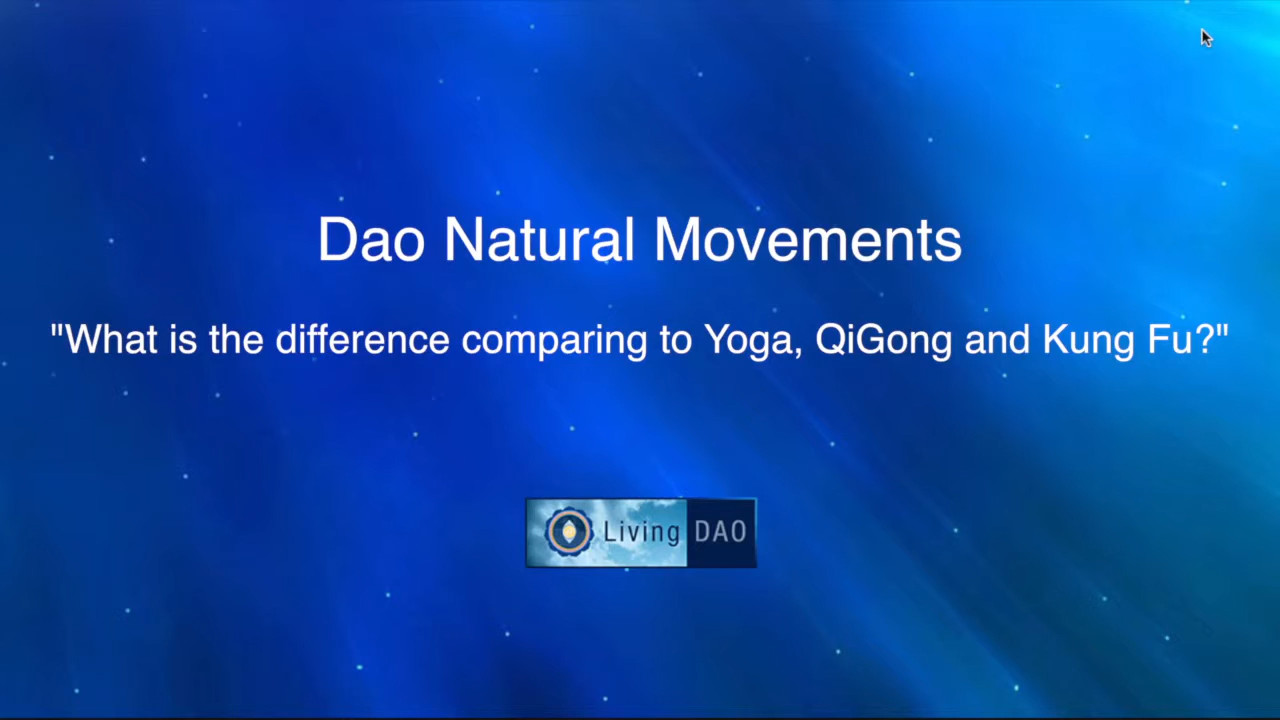 Dao Natural Movements
"What is the difference comparing to Yoga, QiGong and Kung Fu?"
Living DAO